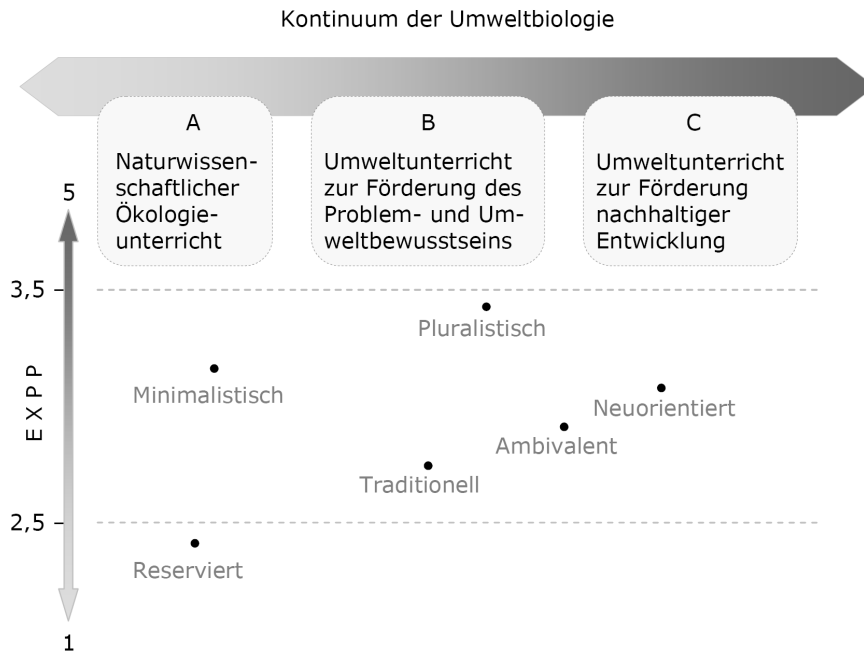 Kontinuum der Umweltbiologie
A
Naturwissen-
schaftlicher
Ökologie-
unterricht
B
Umweltunterricht
zur Förderung des
Problem- und Um-
weltbewusstseins
C
Umweltunterricht
zur Förderung
nachhaltiger
Entwicklung
5
3,5
EXPP
2,5
1
Pluralistisch
Minimalistisch
Neuorientiert
Ambivalent
Traditionell
Reserviert